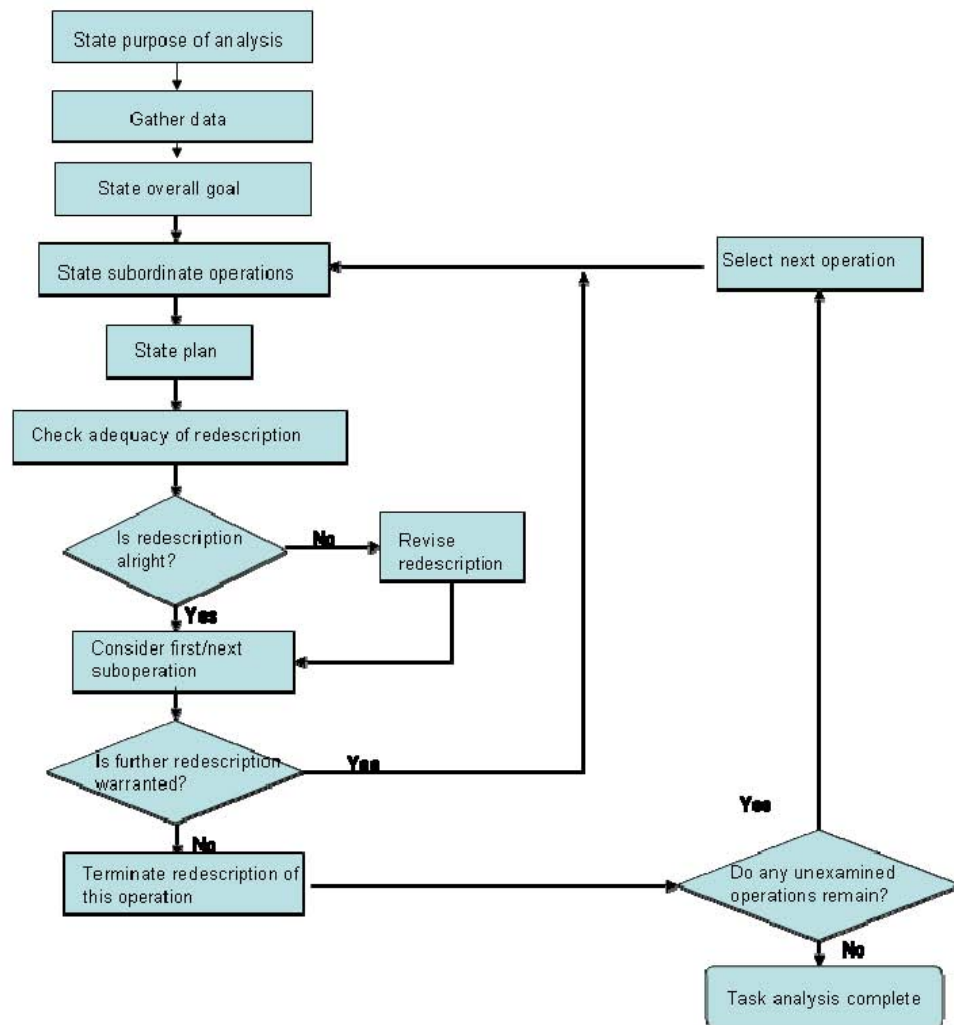 State purpose of analysis
Gather data
State overall goal
State subordinate operations
Select next operation
State plan
Check adequacy of redescription
Is redescription
alright?
No
Revise
redescription
Yes
Consider first/next
suboperation
Is further redescription
warranted?
Yes
No
Terminate redescription of
this operation
Yes
Do any unexamined
operations remain?
No
Task analysis complete